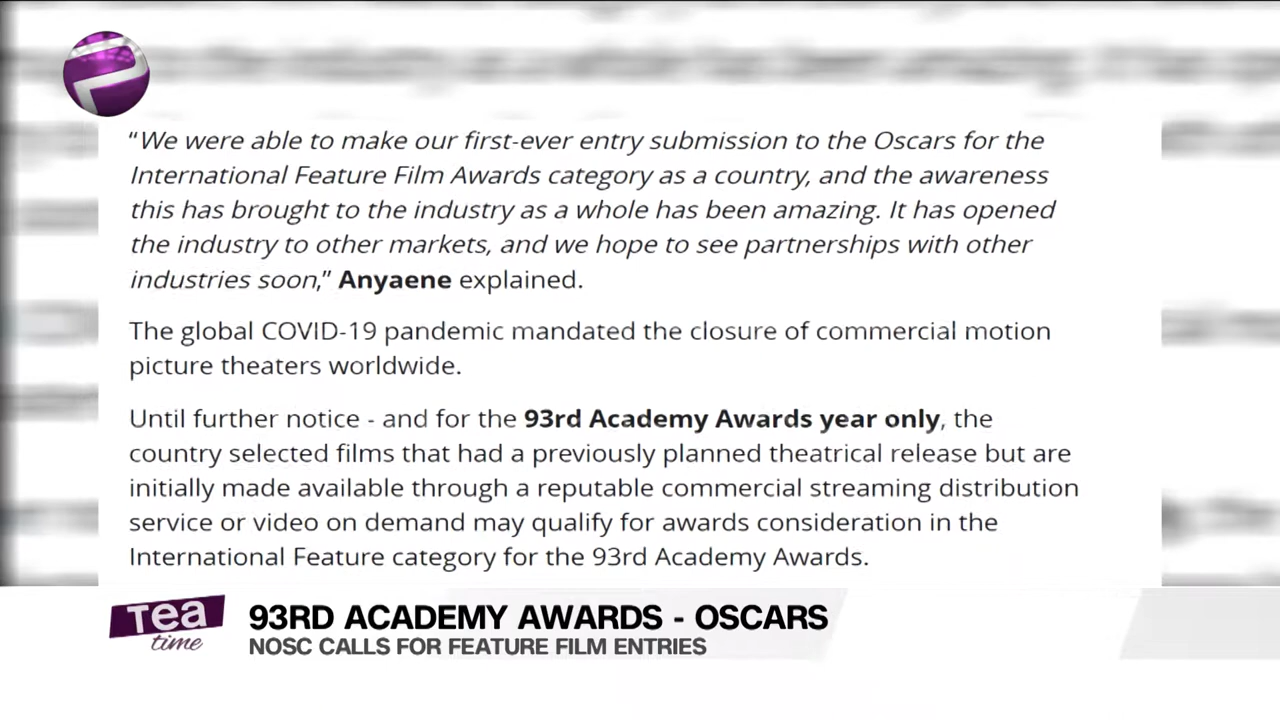 “We were able to make our first-ever entry submission to the Oscars for the
International Feature Film Awards category as a country, and the awareness
this has brought to the industry as a whole has been amazing. It has opened
the industry to other markets, and we hope to see partnerships with other
industries soon,” Anyaene explained.
The global COVID-19 pandemic mandated the closure of commercial motion
picture theaters worldwide.
Until further notice - and for the 93rd Academy Awards year only, the
country selected films that had a previously planned theatrical release but are
initially made available through a reputable commercial streaming distribution
service or video on demand may qualify for awards consideration in the
International Feature category for the 93rd Academy Awards.
Tea
time
93RD ACADEMY AWARDS - OSCARS
NOSC CALLS FOR FEATURE FILM ENTRIES